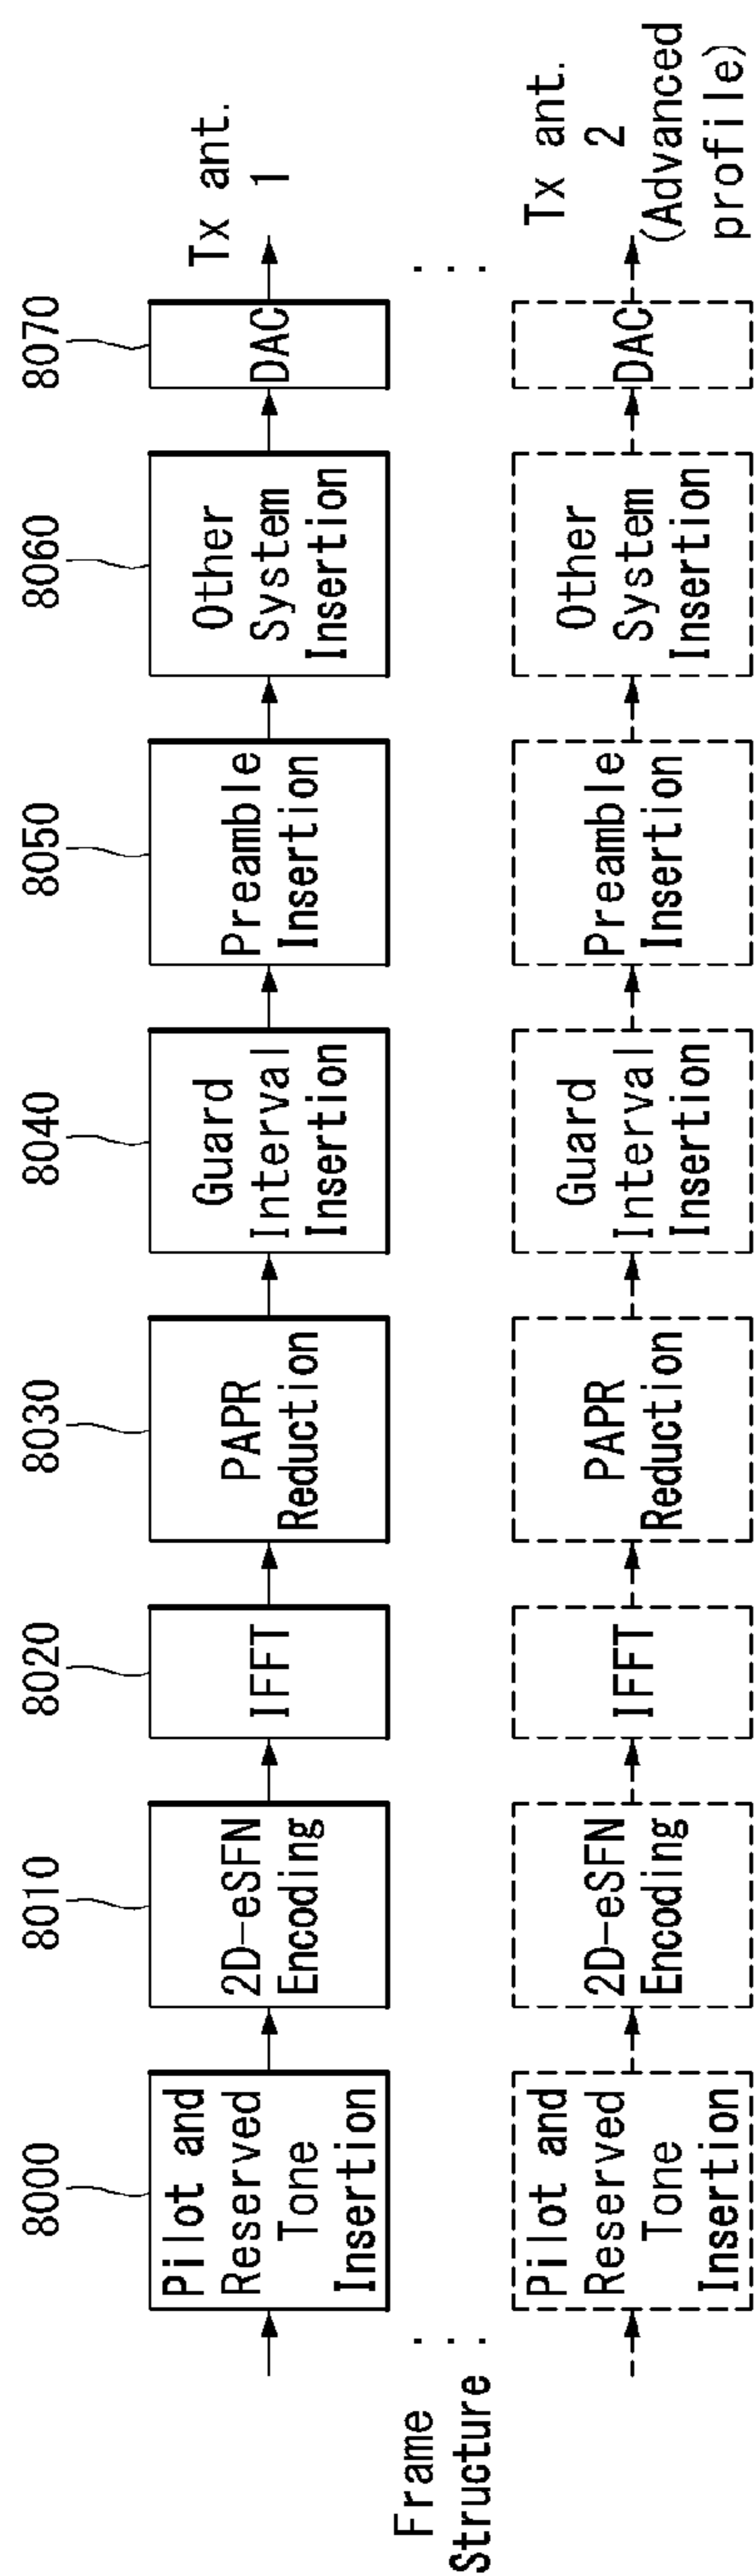 8000
8010
8020
8030
8040
8050
8060
8070
Pilot and
Reserved
Tone
Insertion
2D-eSFN
Encoding
IFFT
PAPR
Reduction
Guard
Interval
Insertion
Preamble
Insertion
Other
System
Insertion
DAC
Tx ant.
1
Frame
Structure
...
...
Pilot and
Reserved
Tone
Insertion
2D-eSFN
Encoding
IFFT
PAPR
Reduction
Guard
Interval
Insertion
Preamble
Insertion
Other
System
Insertion
DAC
Tx ant.
2
(Advanced
profile)